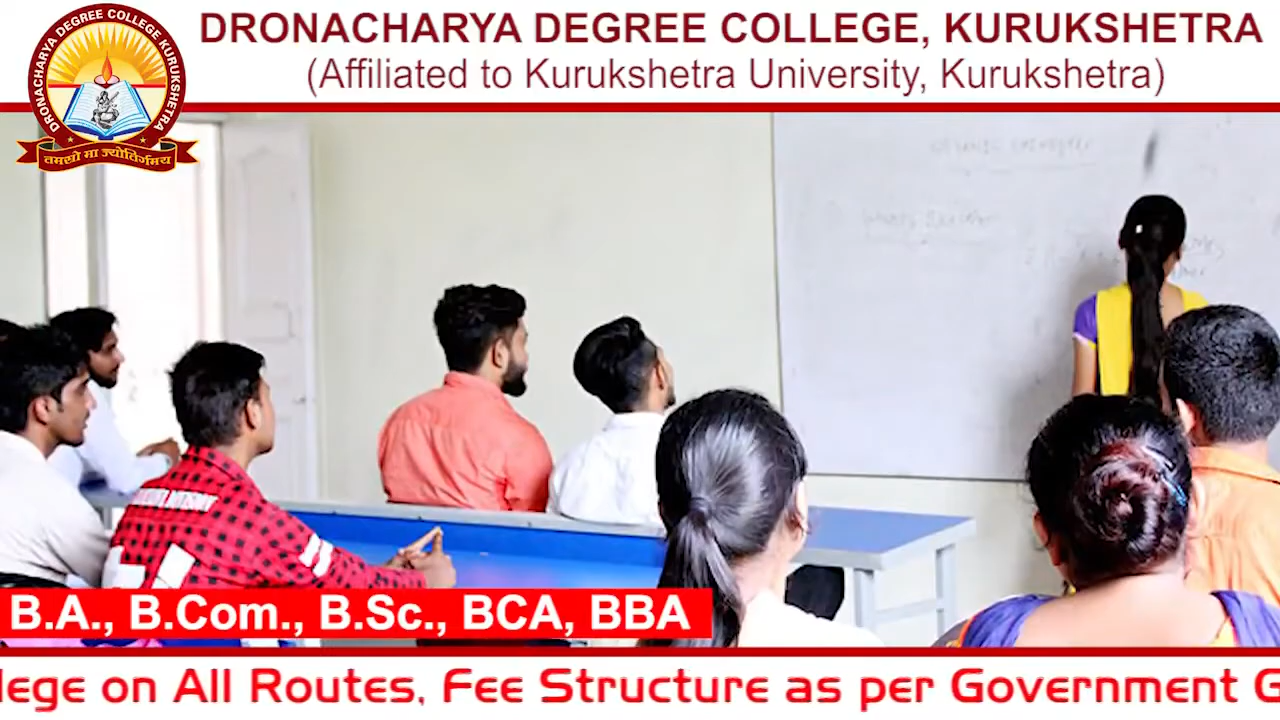 DRONACHARYA DEGREE COLLEGE, KURUKSHETRA
(Affiliated to Kurukshetra University, Kurukshetra)
DRONACHARYA DEGREE COLLEGE KURUKSHETRA
तमसो मा ज्योतिर्गमय
B.A., B.Com., B.Sc., BCA, BBA
lege on All Routes, Fee Structure as per Government G